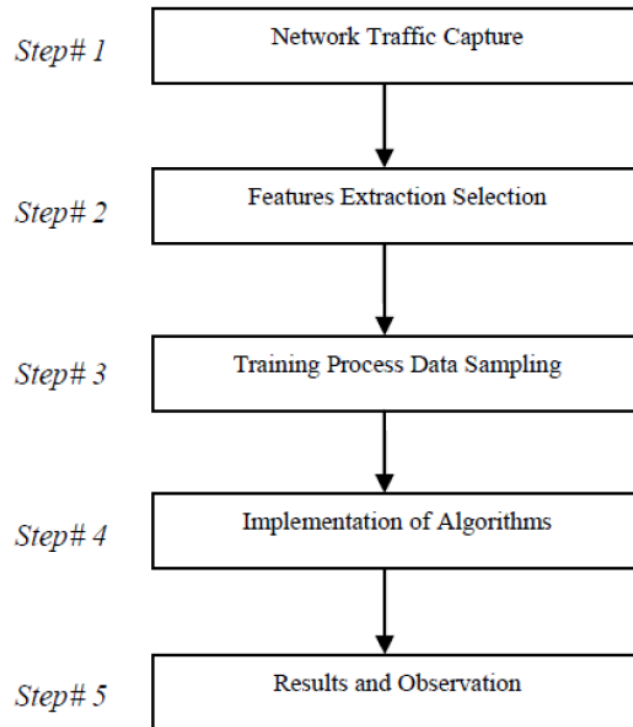 Step# 1
Network Traffic Capture
Step# 2
Features Extraction Selection
Step# 3
Training Process Data Sampling
Step# 4
Implementation of Algorithms
Step# 5
Results and Observation